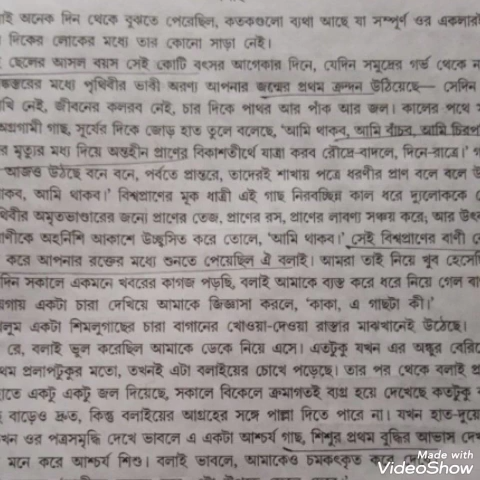 াই অনেক দিন থেকে বুঝতে পেরেছিল, কতকগুলো ব্যথা আছে যা সম্পূর্ণ ওর একলারই
দিকের লোকের মধ্যে তার কোনো সাড়া নেই।
ছেলের আসল বয়স সেই কোটি বৎসর আগেকার দিনে, যেদিন সমুদ্রের গর্ভ থেকে ন
স্তরের মধ্যে পৃথিবীর ভাবী অরণ্য আপনার জন্মের প্রথম ক্রন্দন উঠিয়েছে— সেদিন
খি নেই, জীবনের কলরব নেই, চার দিকে পাথর আর পাঁক আর জল। কালের পথে স
অগ্রগামী গাছ, সূর্যের দিকে জোড় হাত তুলে বলেছে, 'আমি থাকব, আমি বাঁচব, আমি চিরপ
র মৃত্যুর মধ্য দিয়ে অন্তহীন প্রাণের বিকাশতীর্থে যাত্রা করব রৌদ্রে-বাদলে, দিনে-রাত্রে।' গ
আজও উঠছে বনে বনে, পর্বতে প্রান্তরে, তাদেরই শাখায় পত্রে ধরণীর প্রাণ বলে বলে উ
াকব, আমি থাকব।' বিশ্বপ্রাণের মূক ধাত্রী এই গাছ নিরবচ্ছিন্ন কাল ধরে দ্যুলোককে দে
থিবীর অমৃতভাণ্ডারের জন্যে প্রাণের তেজ, প্রাণের রস, প্রাণের লাবণ্য সঞ্চয় করে; আর উৎক
াণীকে অহর্নিশি আকাশে উচ্ছ্বসিত করে তোলে, 'আমি থাকব।' সেই বিশ্বপ্রাণের বাণী কে
করে আপনার রক্তের মধ্যে শুনতে পেয়েছিল ঐ বলাই। আমরা তাই নিয়ে খুব হেসেছি
দিন সকালে একমনে খবরের কাগজ পড়ছি, বলাই আমাকে ব্যস্ত করে ধরে নিয়ে গেল বা
গায় একটা চারা দেখিয়ে আমাকে জিজ্ঞাসা করলে, 'কাকা, এ গাছটা কী।'
লুম একটা শিমুলগাছের চারা বাগানের খোওয়া-দেওয়া রাস্তার মাঝখানেই উঠেছে।
রে, বলাই ভুল করেছিল আমাকে ডেকে নিয়ে এসে। এতটুকু যখন এর অঙ্কুর বেরিয়ে
থম প্রলাপটুকুর মতো, তখনই এটা বলাইয়ের চোখে পড়েছে। তার পর থেকে বলাই প্র
াতে একটু একটু জল দিয়েছে, সকালে বিকেলে ক্রমাগতই ব্যগ্র হয়ে দেখেছে কতটুকু ব
বাড়েও দ্রুত, কিন্তু বলাইয়ের আগ্রহের সঙ্গে পাল্লা দিতে পারে না। যখন হাত-দুয়ে
খন ওর পত্রসমৃদ্ধি দেখে ভাবলে এ একটা আশ্চর্য গাছ, শিশুর প্রথম বুদ্ধির আভাস দেখ
মনে করে আশ্চর্য শিশু। বলাই ভাবলে, আমাকেও চমৎকৃত করে
Made with
VideoShow